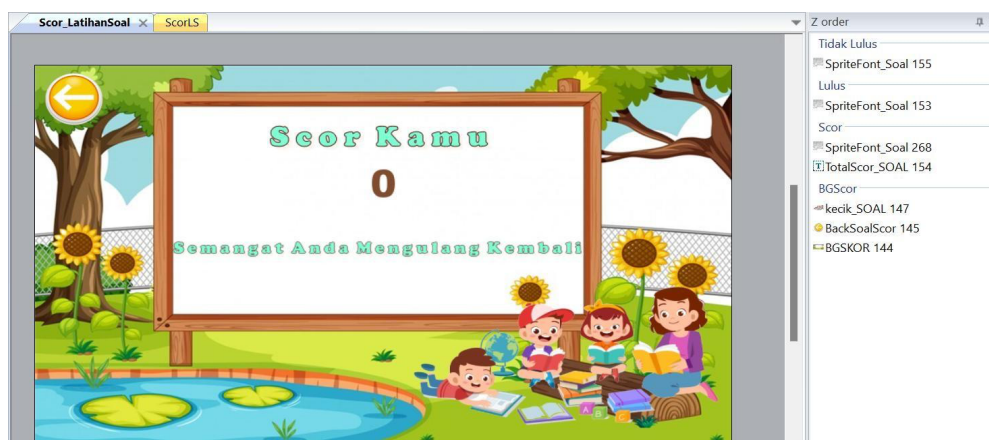 Scor_LatihanSoal
ScorLS
Z order
Scor Kamu
0
Semangat Anda Mengulang Kembali
A B C
Tidak Lulus
SpriteFont_Soal 155
Lulus
SpriteFont_Soal 153
Scor
SpriteFont_Soal 268
T TotalScor_SOAL 154
BGScor
kecik_SOAL 147
BackSoalScor 145
BGSKOR 144